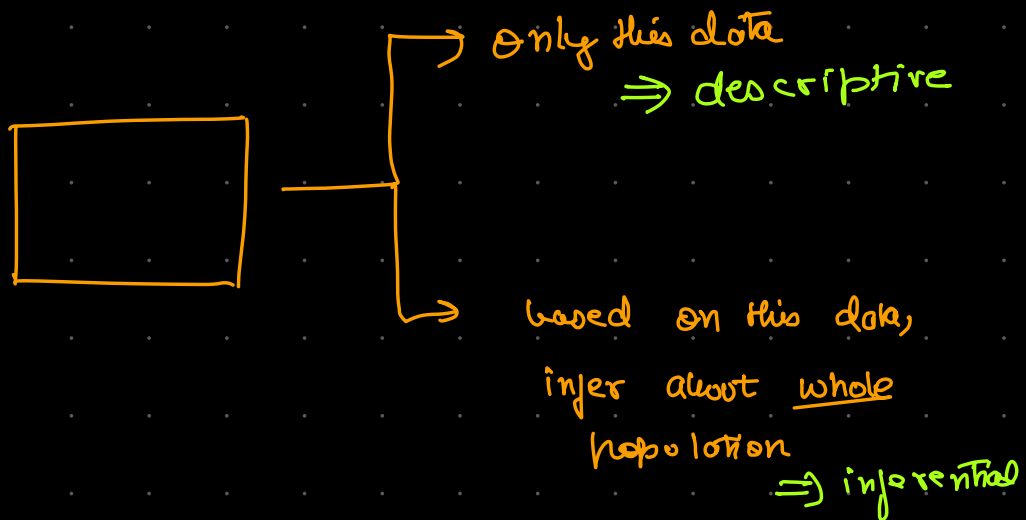 only this data
⇒ descriptive
based on this data,
infer about whole
population
⇒ inferential